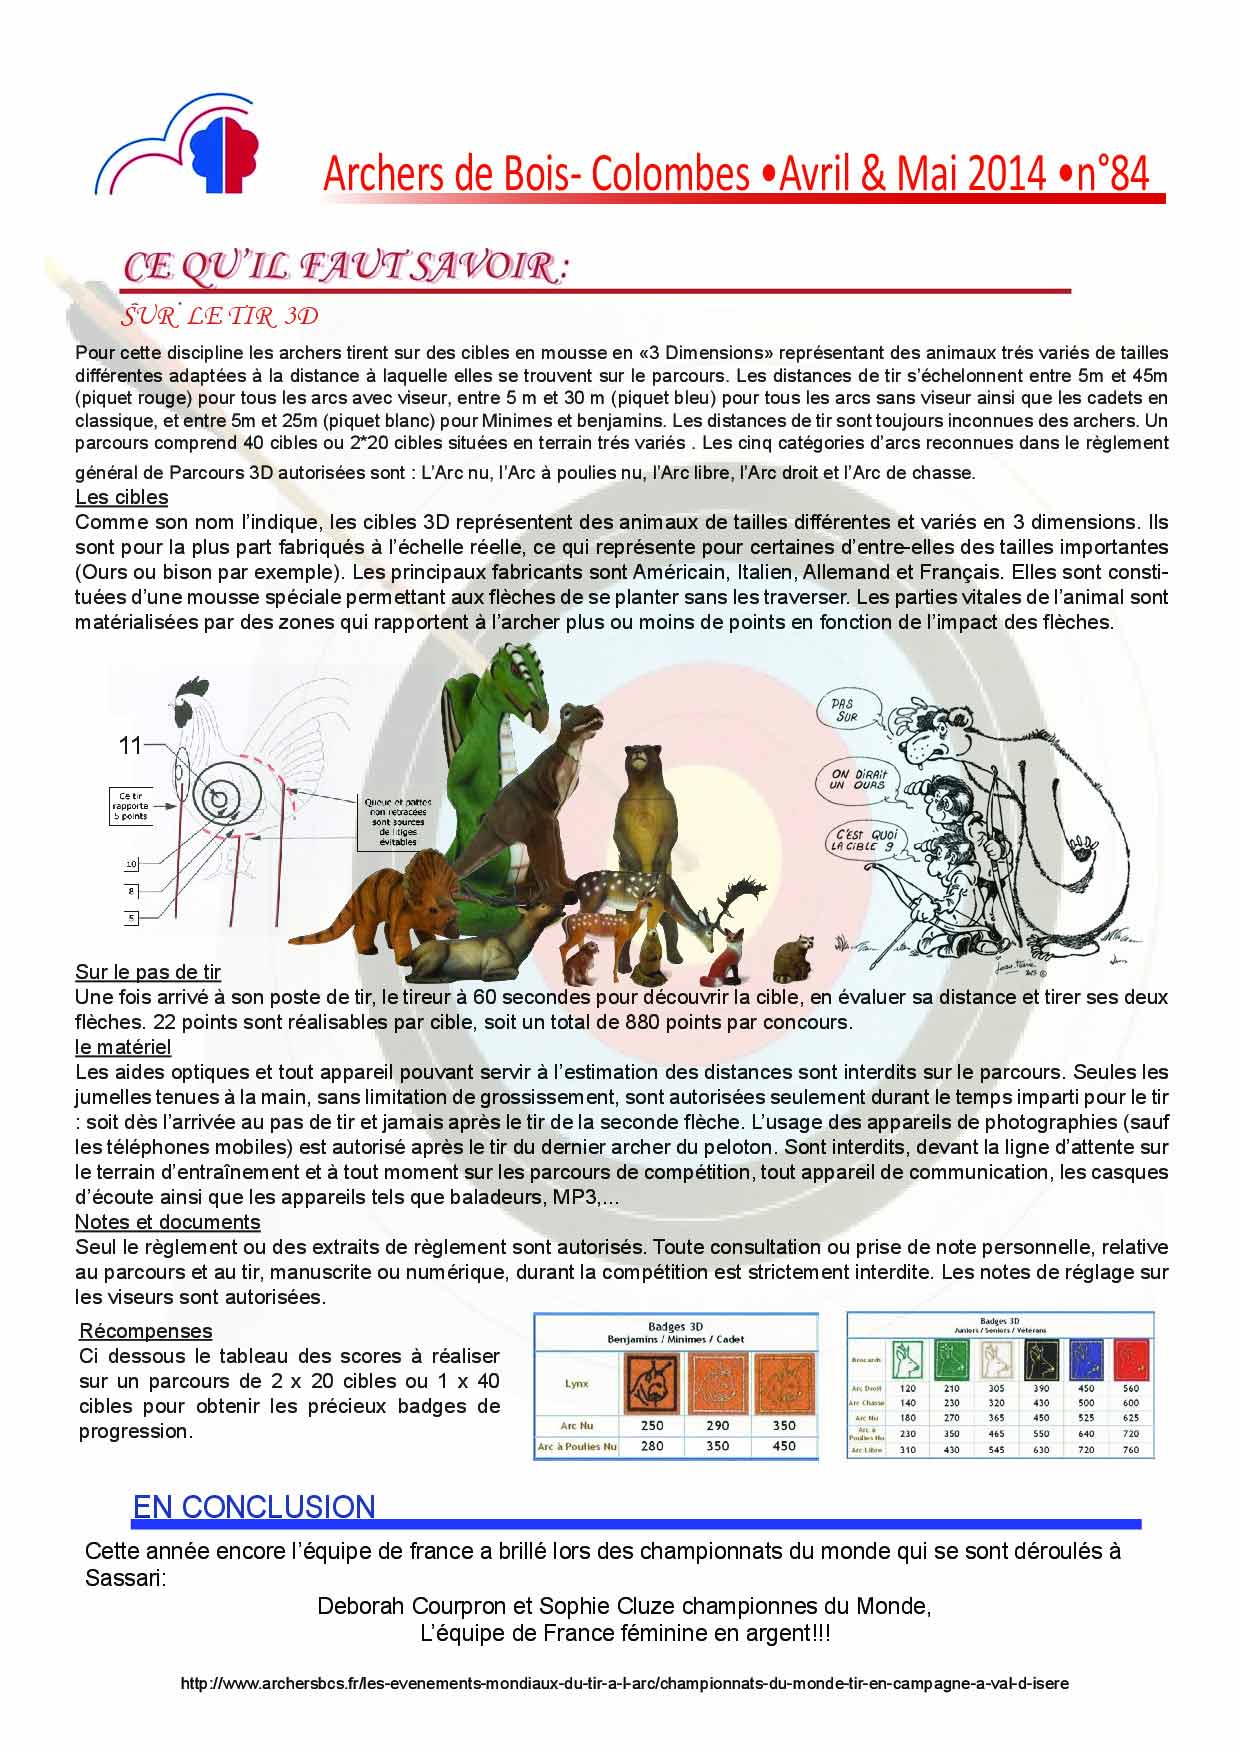 Archers de Bois- Colombes •Avril & Mai 2014 •n°84
CE QU'IL FAUT SAVOIR :
SUR LE TIR 3D
Pour cette discipline les archers tirent sur des cibles en mousse en «3 Dimensions» représentant des animaux trés variés de tailles
différentes adaptées à la distance à laquelle elles se trouvent sur le parcours. Les distances de tir s'échelonnent entre 5m et 45m
(piquet rouge) pour tous les arcs avec viseur, entre 5 m et 30 m (piquet bleu) pour tous les arcs sans viseur ainsi que les cadets en
classique, et entre 5m et 25m (piquet blanc) pour Minimes et benjamins. Les distances de tir sont toujours inconnues des archers. Un
parcours comprend 40 cibles ou 2*20 cibles situées en terrain trés variés . Les cinq catégories d'arcs reconnues dans le règlement
général de Parcours 3D autorisées sont : L'Arc nu, l'Arc à poulies nu, l'Arc libre, l'Arc droit et l'Arc de chasse.
Les cibles
Comme son nom l'indique, les cibles 3D représentent des animaux de tailles différentes et variés en 3 dimensions. Ils
sont pour la plus part fabriqués à l'échelle réelle, ce qui représente pour certaines d'entre-elles des tailles importantes
(Ours ou bison par exemple). Les principaux fabricants sont Américain, Italien, Allemand et Français. Elles sont consti-
tuées d'une mousse spéciale permettant aux flèches de se planter sans les traverser. Les parties vitales de l'animal sont
matérialisées par des zones qui rapportent à l'archer plus ou moins de points en fonction de l'impact des flèches.
11
Ce tir
rapporte
5 points
10
8
5
Queue et pattes
non retracées
sont sources
de litiges
évitables
PAS
SUR
ON DIRAIT
UN OURS
C'EST QUOI
LA CIBLE ?
Sur le pas de tir
Une fois arrivé à son poste de tir, le tireur à 60 secondes pour découvrir la cible, en évaluer sa distance et tirer ses deux
flèches. 22 points sont réalisables par cible, soit un total de 880 points par concours.
le matériel
Les aides optiques et tout appareil pouvant servir à l'estimation des distances sont interdits sur le parcours. Seules les
jumelles tenues à la main, sans limitation de grossissement, sont autorisées seulement durant le temps imparti pour le tir
: soit dès l'arrivée au pas de tir et jamais après le tir de la seconde flèche. L'usage des appareils de photographies (sauf
les téléphones mobiles) est autorisé après le tir du dernier archer du peloton. Sont interdits, devant la ligne d'attente sur
le terrain d'entraînement et à tout moment sur les parcours de compétition, tout appareil de communication, les casques
d'écoute ainsi que les appareils tels que baladeurs, MP3,...
Notes et documents
Seul le règlement ou des extraits de règlement sont autorisés. Toute consultation ou prise de note personnelle, relative
au parcours et au tir, manuscrite ou numérique, durant la compétition est strictement interdite. Les notes de réglage sur
les viseurs sont autorisées.
Récompenses
Ci dessous le tableau des scores à réaliser
sur un parcours de 2 x 20 cibles ou 1 x 40
cibles pour obtenir les précieux badges de
progression.
Badges 3D
Benjamins / Minimes / Cadet
Lynx
Arc Nu 250 290 350
Arc à Poulies Nu 280 350 450
Badges 3D
Juniors / Seniors / Vétérans
Brocards
Arc Droit 120 210 305 390 450 560
Arc Chasse 140 230 320 430 500 600
Arc Nu 180 270 365 450 525 625
Arc à
Poulies Nu 230 350 465 550 640 720
Arc Libre 310 430 545 630 720 760
EN CONCLUSION
Cette année encore l'équipe de france a brillé lors des championnats du monde qui se sont déroulés à
Sassari:
Deborah Courpron et Sophie Cluze championnes du Monde,
L'équipe de France féminine en argent!!!
http://www.archersbcs.fr/les-evenements-mondiaux-du-tir-a-l-arc/championnats-du-monde-tir-en-campagne-a-val-d-isere